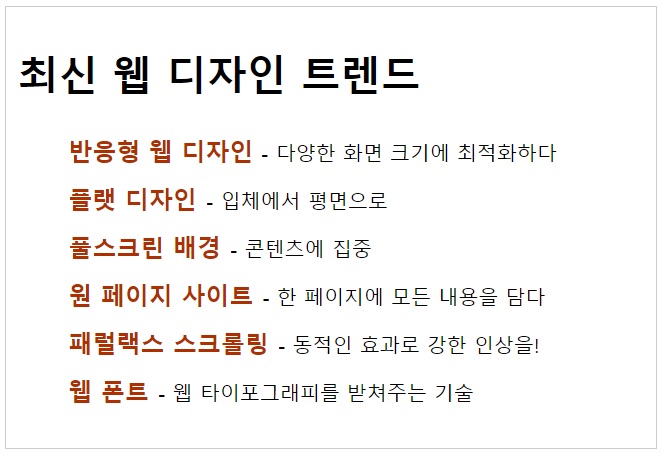 최신 웹 디자인 트렌드
반응형 웹 디자인 - 다양한 화면 크기에 최적화하다
플랫 디자인 - 입체에서 평면으로
풀스크린 배경 - 콘텐츠에 집중
원 페이지 사이트 - 한 페이지에 모든 내용을 담다
패럴랙스 스크롤링 - 동적인 효과로 강한 인상을!
웹 폰트 - 웹 타이포그래피를 받쳐주는 기술